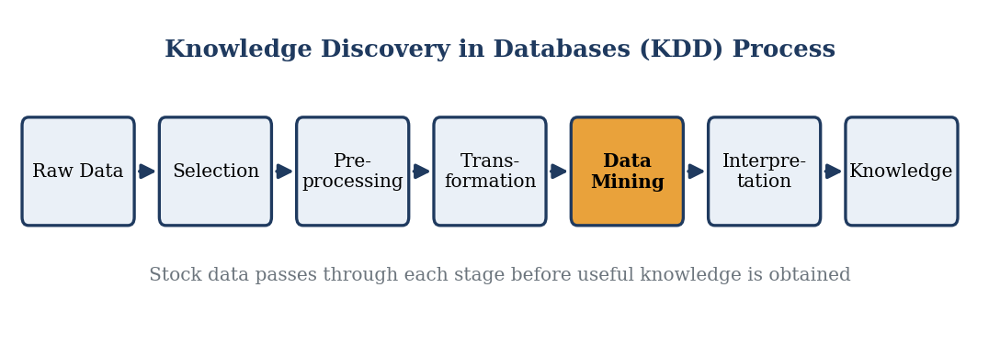 Knowledge Discovery in Databases (KDD) Process
Raw Data
Selection
Pre-
processing
Trans-
formation
Data
Mining
Interpre-
tation
Knowledge
Stock data passes through each stage before useful knowledge is obtained